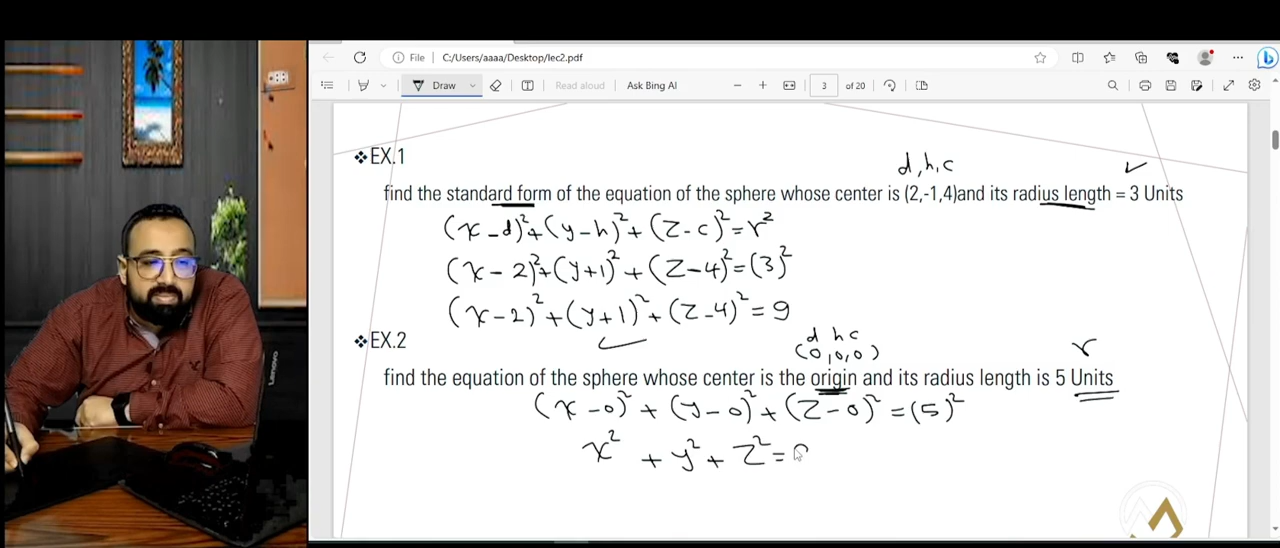 File C:/Users/aaaa/Desktop/lec2.pdf
Draw Read aloud Ask Bing AI 3 of 20
❖EX.1
d, h, c
find the standard form of the equation of the sphere whose center is (2,-1,4)and its radius length = 3 Units
(x-d)²+(y-h)²+(z-c)²=r²
(x-2)²+(y+1)²+(z-4)²=(3)²
(x-2)²+(y+1)²+(z-4)²=9
❖EX.2
d h c
(0,0,0) r
find the equation of the sphere whose center is the origin and its radius length is 5 Units
(x-0)²+(y-0)²+(z-0)²=(5)²
x²+y²+z²=
lenovo